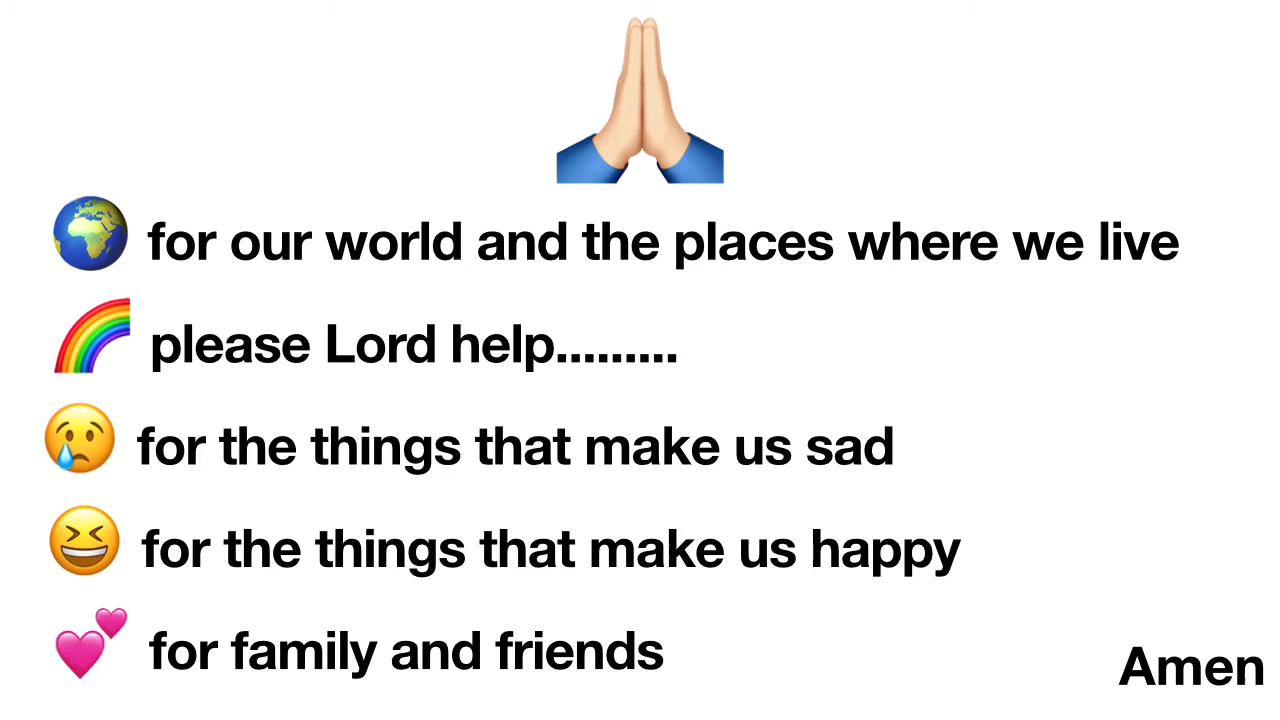 for our world and the places where we live
please Lord help.........
for the things that make us sad
for the things that make us happy
for family and friends
Amen